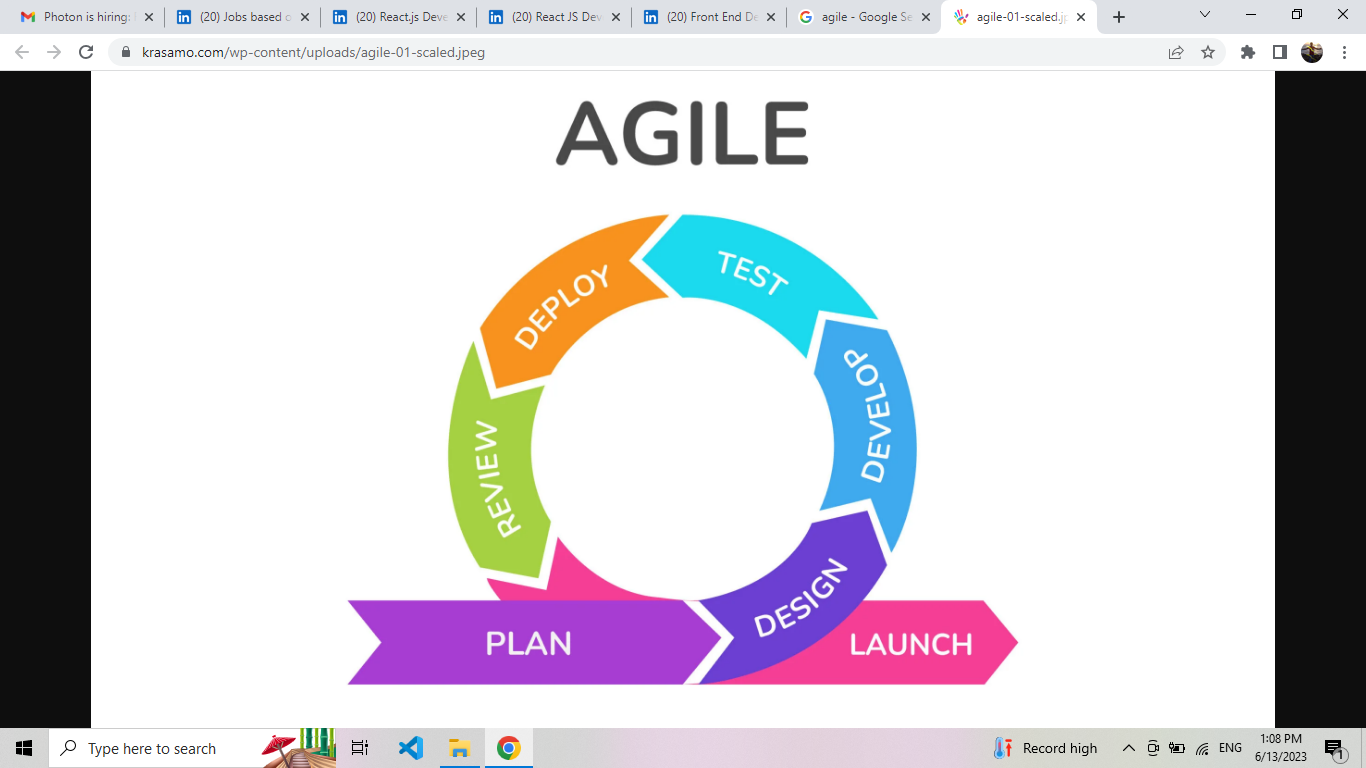 Photon is hiring:
(20) Jobs based o
(20) React.js Deve
(20) React JS Dev
(20) Front End De
agile - Google Se
agile-01-scaled.jp
krasamo.com/wp-content/uploads/agile-01-scaled.jpeg
AGILE
DEPLOY
TEST
DEVELOP
REVIEW
DESIGN
PLAN
LAUNCH
Type here to search
Record high
ENG
1:08 PM
6/13/2023
1